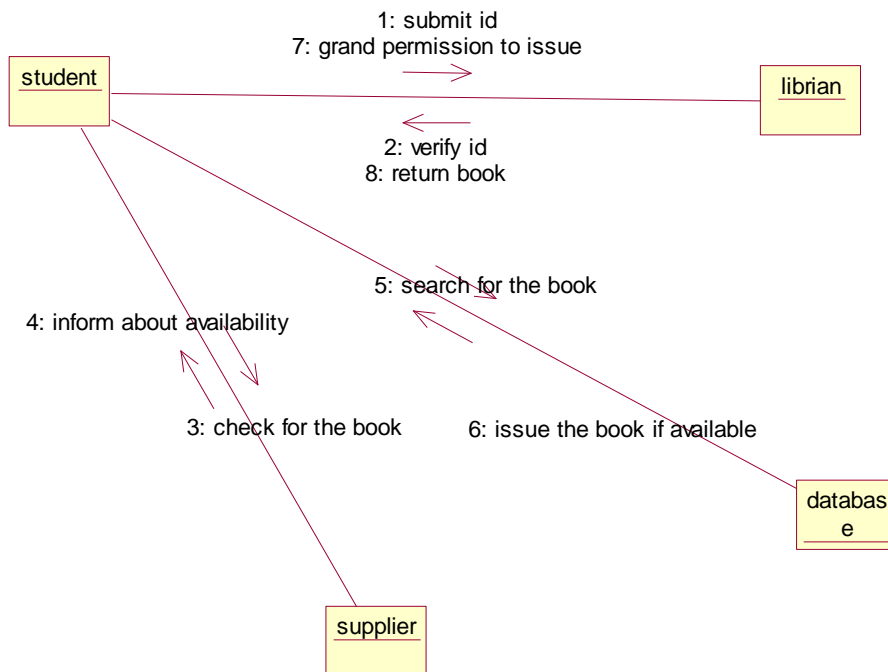 1: submit id
7: grand permission to issue
student
librian
2: verify id
8: return book
5: search for the book
4: inform about availability
3: check for the book
6: issue the book if available
databas
e
supplier